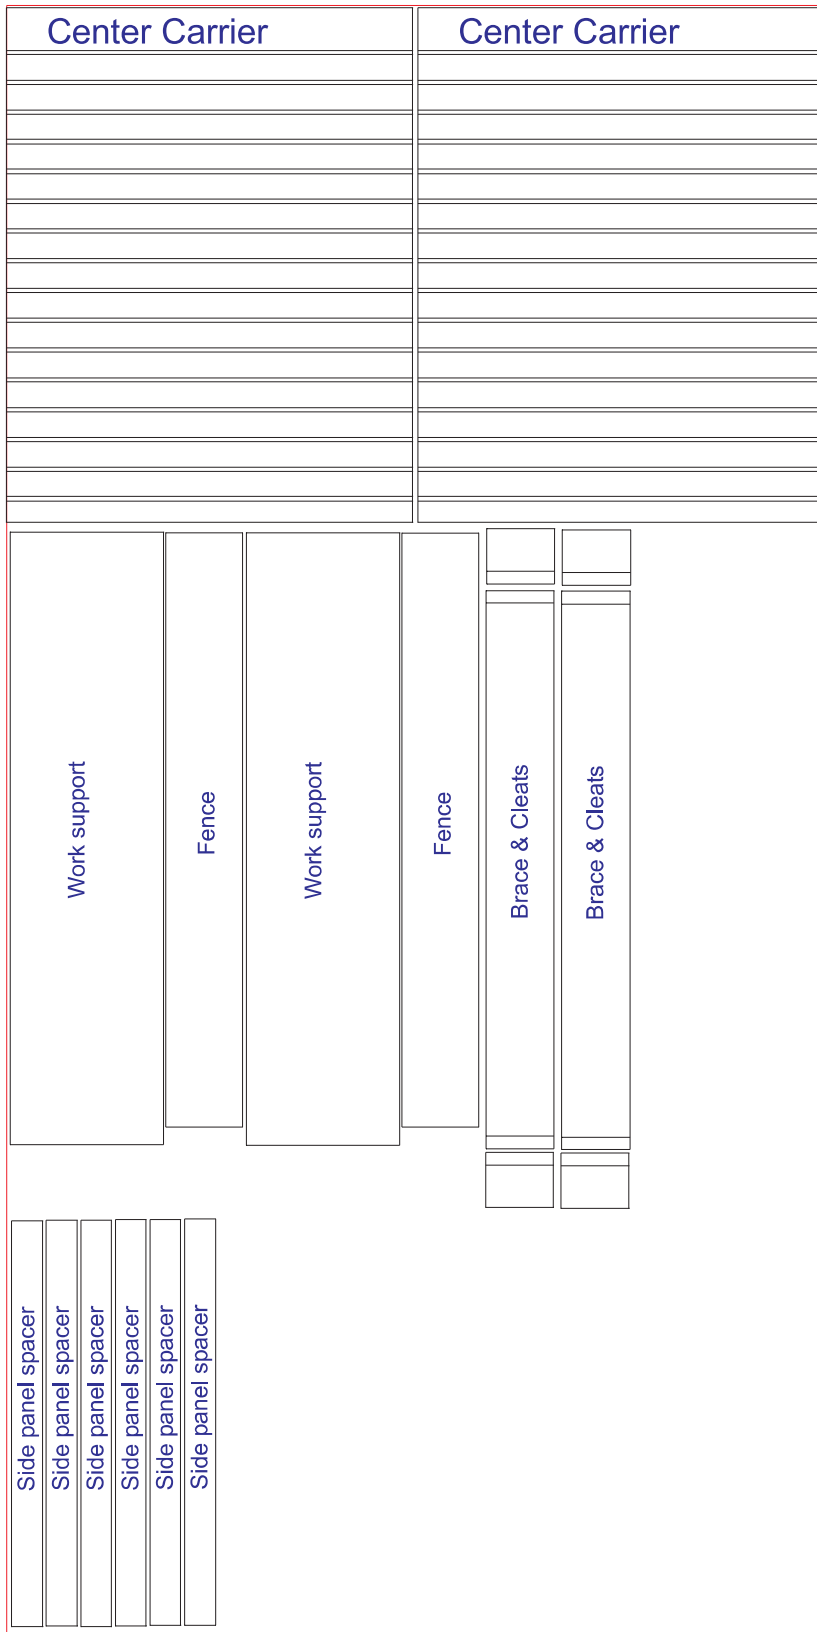 Center Carrier
Center Carrier
Work support
Fence
Work support
Fence
Brace & Cleats
Brace & Cleats
Side panel spacer
Side panel spacer
Side panel spacer
Side panel spacer
Side panel spacer
Side panel spacer